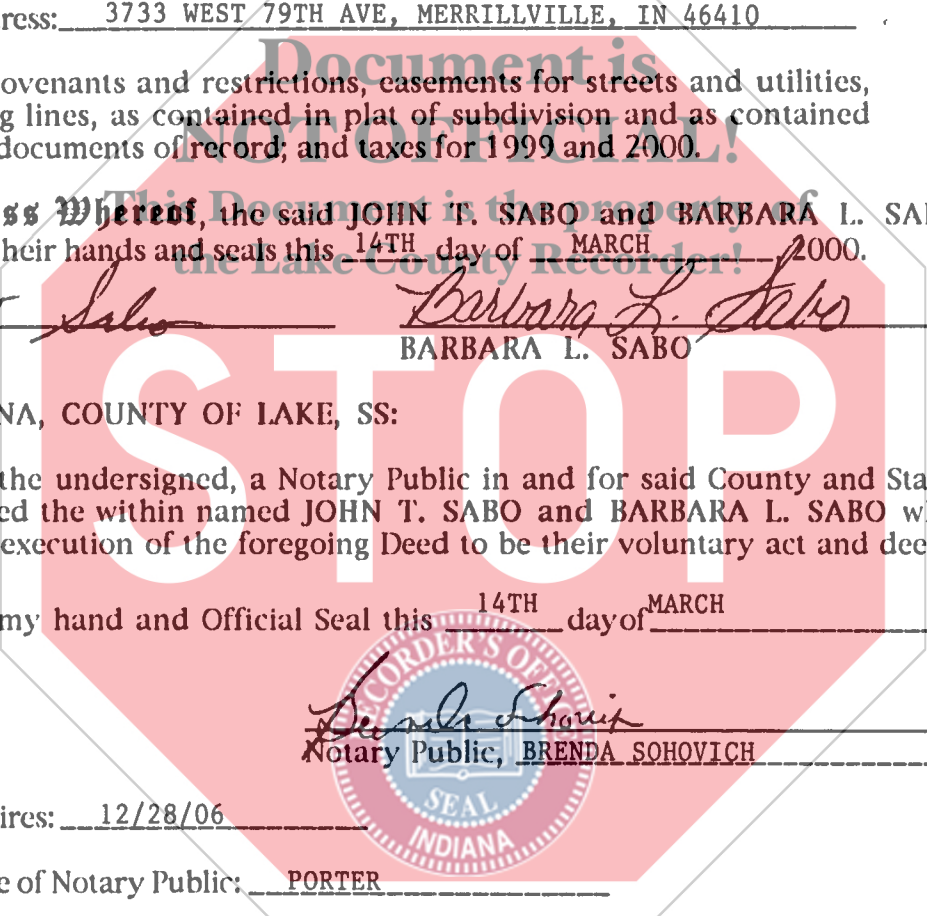 ress: 3733 WEST 79TH AVE, MERRILLVILLE, IN 46410
Document is
ovenants and restrictions, easements for streets and utilities,
g lines, as contained in plat of subdivision and as contained
NOT OFFICIAL!
documents of record; and taxes for 1999 and 2000.
This Document is the property of
ss Whereof, the said JOHN T. SABO and BARBARA L. SAB
heir hands and seals this 14TH day of MARCH, 2000.
the Lake County Recorder!
Sabo Barbara L. Sabo
BARBARA L. SABO
STOP
NA, COUNTY OF LAKE, SS:
the undersigned, a Notary Public in and for said County and Sta
ed the within named JOHN T. SABO and BARBARA L. SABO w
execution of the foregoing Deed to be their voluntary act and dee
my hand and Official Seal this 14TH day of MARCH
RECORDER'S OFFICE
Notary Public, BRENDA SOHOVICH
SEAL
INDIANA
ires: 12/28/06
e of Notary Public: PORTER